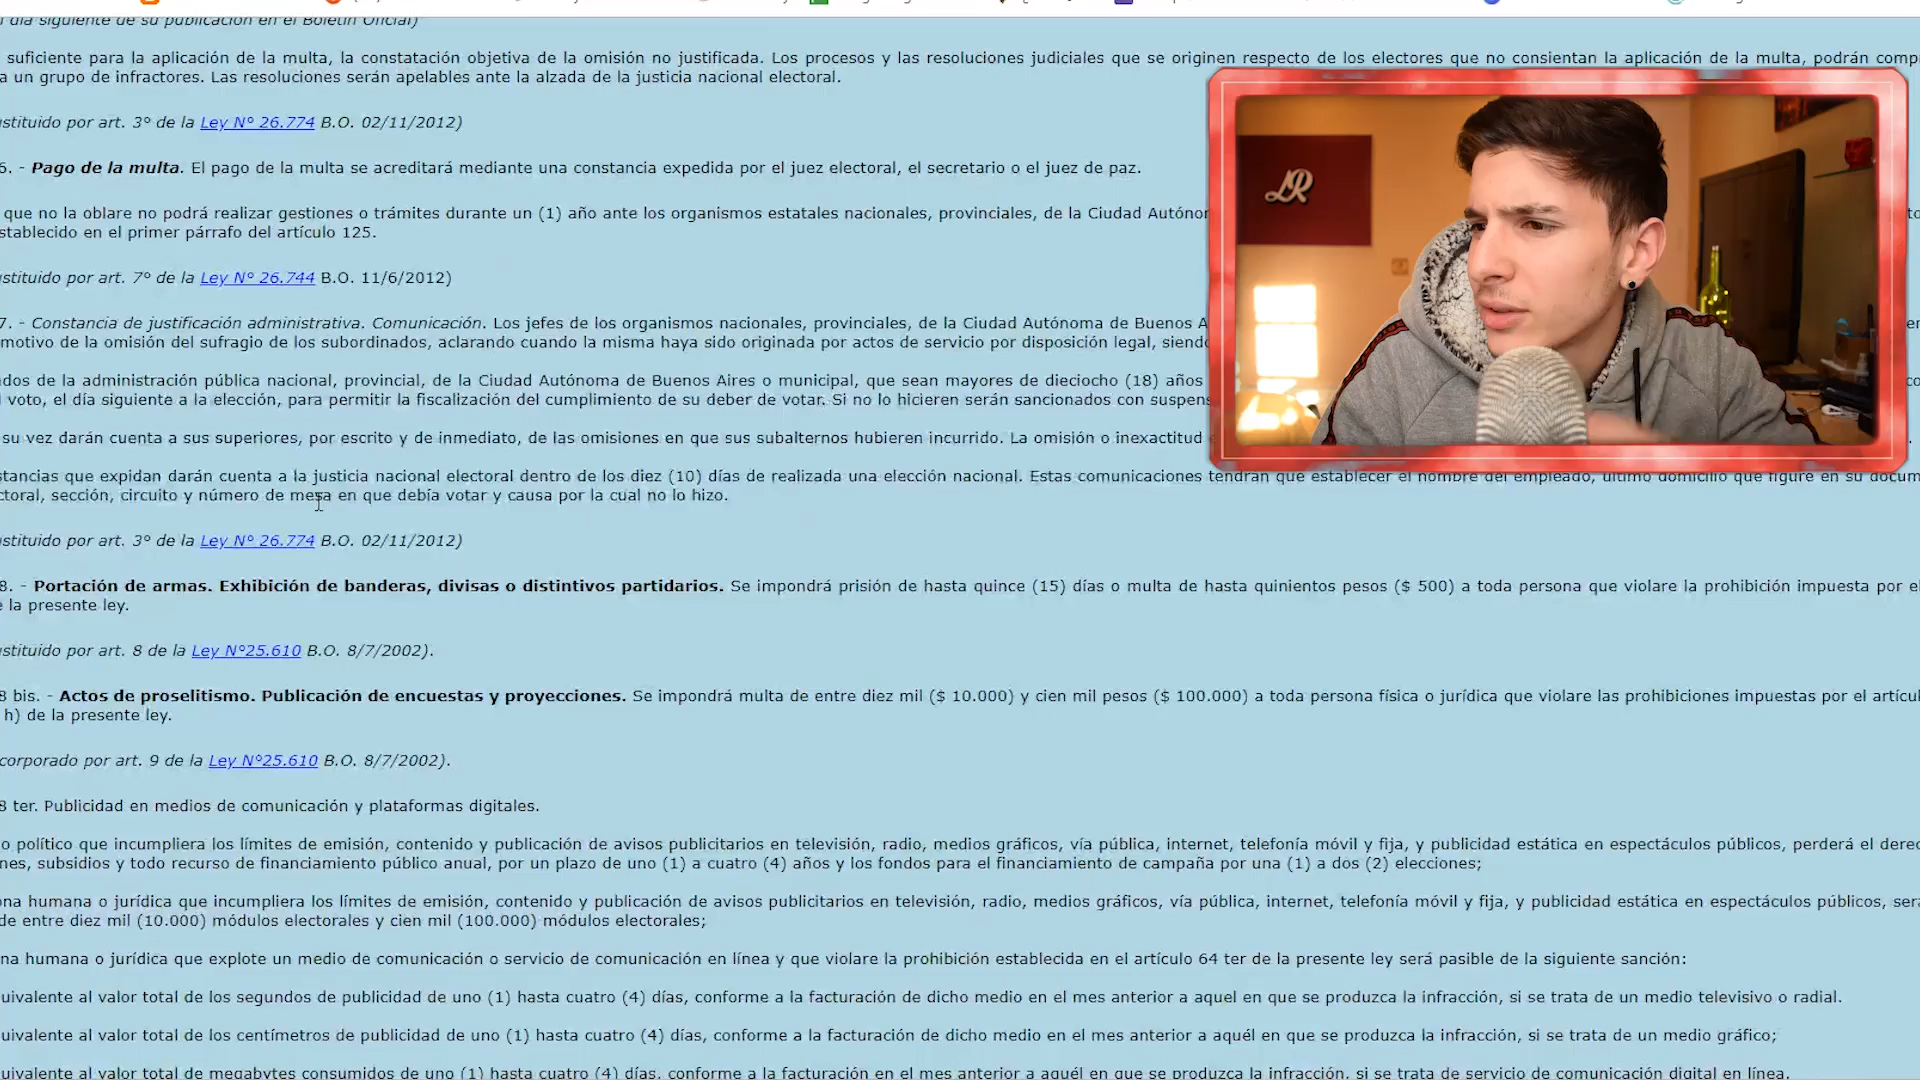 día siguiente de su publicación en el Boletín Oficial)
suficiente para la aplicación de la multa, la constatación objetiva de la omisión no justificada. Los procesos y las resoluciones judiciales que se originen respecto de los electores que no consientan la aplicación de la multa, podrán comp
a un grupo de infractores. Las resoluciones serán apelables ante la alzada de la justicia nacional electoral.
stituido por art. 3° de la Ley N° 26.774 B.O. 02/11/2012)
6. - Pago de la multa. El pago de la multa se acreditará mediante una constancia expedida por el juez electoral, el secretario o el juez de paz.
que no la oblare no podrá realizar gestiones o trámites durante un (1) año ante los organismos estatales nacionales, provinciales, de la Ciudad Autónor
stablecido en el primer párrafo del artículo 125.
stituido por art. 7° de la Ley N° 26.744 B.O. 11/6/2012)
7. - Constancia de justificación administrativa. Comunicación. Los jefes de los organismos nacionales, provinciales, de la Ciudad Autónoma de Buenos A
motivo de la omisión del sufragio de los subordinados, aclarando cuando la misma haya sido originada por actos de servicio por disposición legal, siend
dos de la administración pública nacional, provincial, de la Ciudad Autónoma de Buenos Aires o municipal, que sean mayores de dieciocho (18) años
voto, el día siguiente a la elección, para permitir la fiscalización del cumplimiento de su deber de votar. Si no lo hicieren serán sancionados con suspens
su vez darán cuenta a sus superiores, por escrito y de inmediato, de las omisiones en que sus subalternos hubieren incurrido. La omisión o inexactitud
LR
stancias que expidan darán cuenta a la justicia nacional electoral dentro de los diez (10) días de realizada una elección nacional. Estas comunicaciones tendrán que establecer el nombre del empleado, último domicilio que figure en su docum
ctoral, sección, circuito y número de mesa en que debía votar y causa por la cual no lo hizo.
stituido por art. 3° de la Ley N° 26.774 B.O. 02/11/2012)
8. - Portación de armas. Exhibición de banderas, divisas o distintivos partidarios. Se impondrá prisión de hasta quince (15) días o multa de hasta quinientos pesos ($ 500) a toda persona que violare la prohibición impuesta por el
e la presente ley.
stituido por art. 8 de la Ley N°25.610 B.O. 8/7/2002).
8 bis. - Actos de proselitismo. Publicación de encuestas y proyecciones. Se impondrá multa de entre diez mil ($ 10.000) y cien mil pesos ($ 100.000) a toda persona física o jurídica que violare las prohibiciones impuestas por el artícu
h) de la presente ley.
corporado por art. 9 de la Ley N°25.610 B.O. 8/7/2002).
8 ter. Publicidad en medios de comunicación y plataformas digitales.
o político que incumpliera los límites de emisión, contenido y publicación de avisos publicitarios en televisión, radio, medios gráficos, vía pública, internet, telefonía móvil y fija, y publicidad estática en espectáculos públicos, perderá el derec
nes, subsidios y todo recurso de financiamiento público anual, por un plazo de uno (1) a cuatro (4) años y los fondos para el financiamiento de campaña por una (1) a dos (2) elecciones;
ona humana o jurídica que incumpliera los límites de emisión, contenido y publicación de avisos publicitarios en televisión, radio, medios gráficos, vía pública, internet, telefonía móvil y fija, y publicidad estática en espectáculos públicos, ser
de entre diez mil (10.000) módulos electorales y cien mil (100.000) módulos electorales;
na humana o jurídica que explote un medio de comunicación o servicio de comunicación en línea y que violare la prohibición establecida en el artículo 64 ter de la presente ley será pasible de la siguiente sanción:
uivalente al valor total de los segundos de publicidad de uno (1) hasta cuatro (4) días, conforme a la facturación de dicho medio en el mes anterior a aquel en que se produzca la infracción, si se trata de un medio televisivo o radial.
uivalente al valor total de los centímetros de publicidad de uno (1) hasta cuatro (4) días, conforme a la facturación de dicho medio en el mes anterior a aquél en que se produzca la infracción, si se trata de un medio gráfico;
uivalente al valor total de megabytes consumidos de uno (1) hasta cuatro (4) días, conforme a la facturación en el mes anterior a aquél en que se produzca la infracción, si se trata de servicio de comunicación digital en línea.